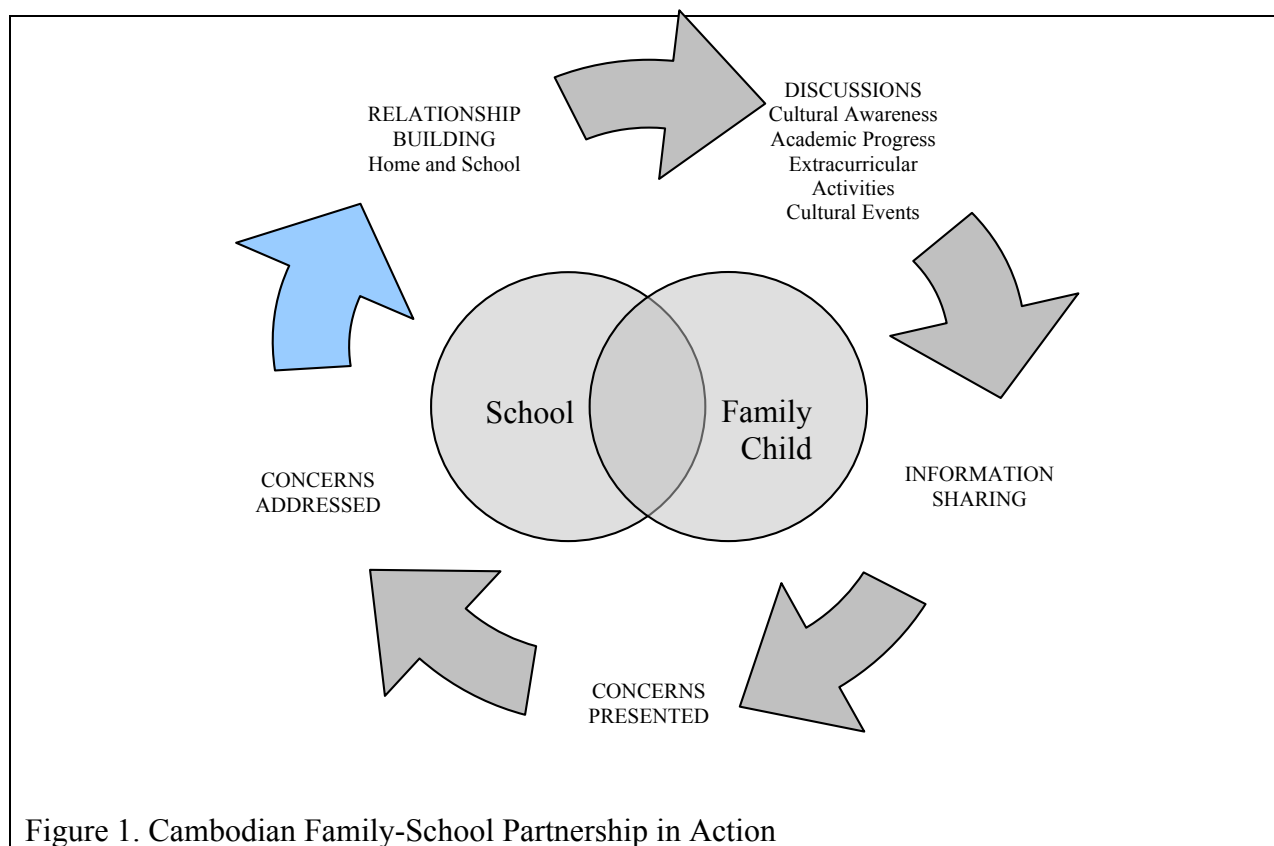 RELATIONSHIP
BUILDING
Home and School
DISCUSSIONS
Cultural Awareness
Academic Progress
Extracurricular
Activities
Cultural Events
School
Family
Child
INFORMATION
SHARING
CONCERNS
PRESENTED
CONCERNS
ADDRESSED
Figure 1. Cambodian Family-School Partnership in Action